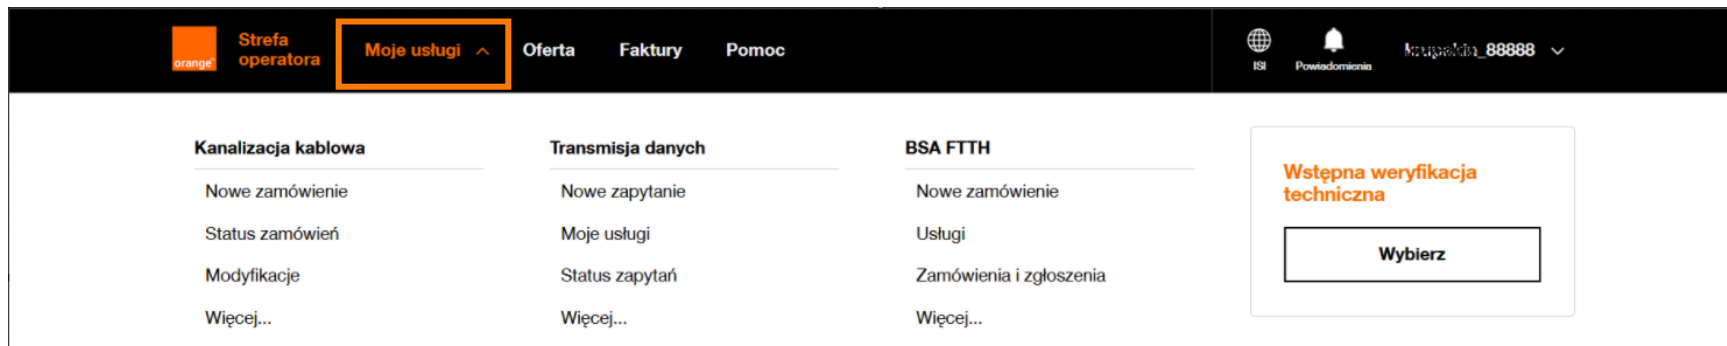 orange™
Strefa
operatora
Moje usługi
Oferta
Faktury
Pomoc
ISI
Powiadomienia
_88888
Kanalizacja kablowa
Nowe zamówienie
Status zamówień
Modyfikacje
Więcej...
Transmisja danych
Nowe zapytanie
Moje usługi
Status zapytań
Więcej...
BSA FTTH
Nowe zamówienie
Usługi
Zamówienia i zgłoszenia
Więcej...
Wstępna weryfikacja
techniczna
Wybierz